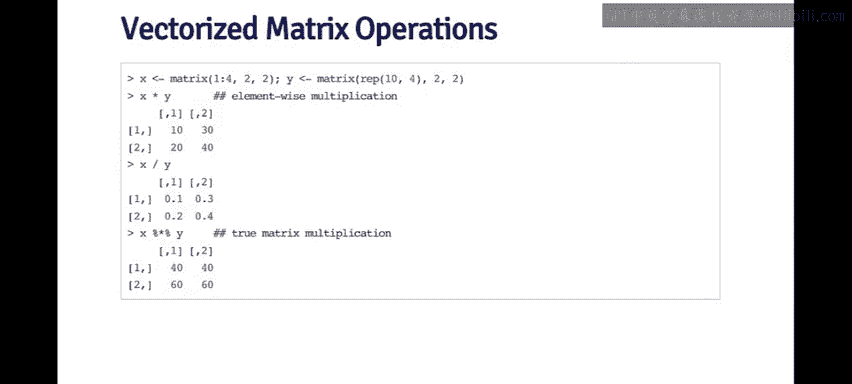 Vectorized Matrix Operations
> x <- matrix(1:4, 2, 2); y <- matrix(rep(10, 4), 2, 2)
> x * y ## element-wise multiplication
[,1] [,2]
[1,] 10 30
[2,] 20 40
> x / y
[,1] [,2]
[1,] 0.1 0.3
[2,] 0.2 0.4
> x %*% y ## true matrix multiplication
[,1] [,2]
[1,] 40 40
[2,] 60 60